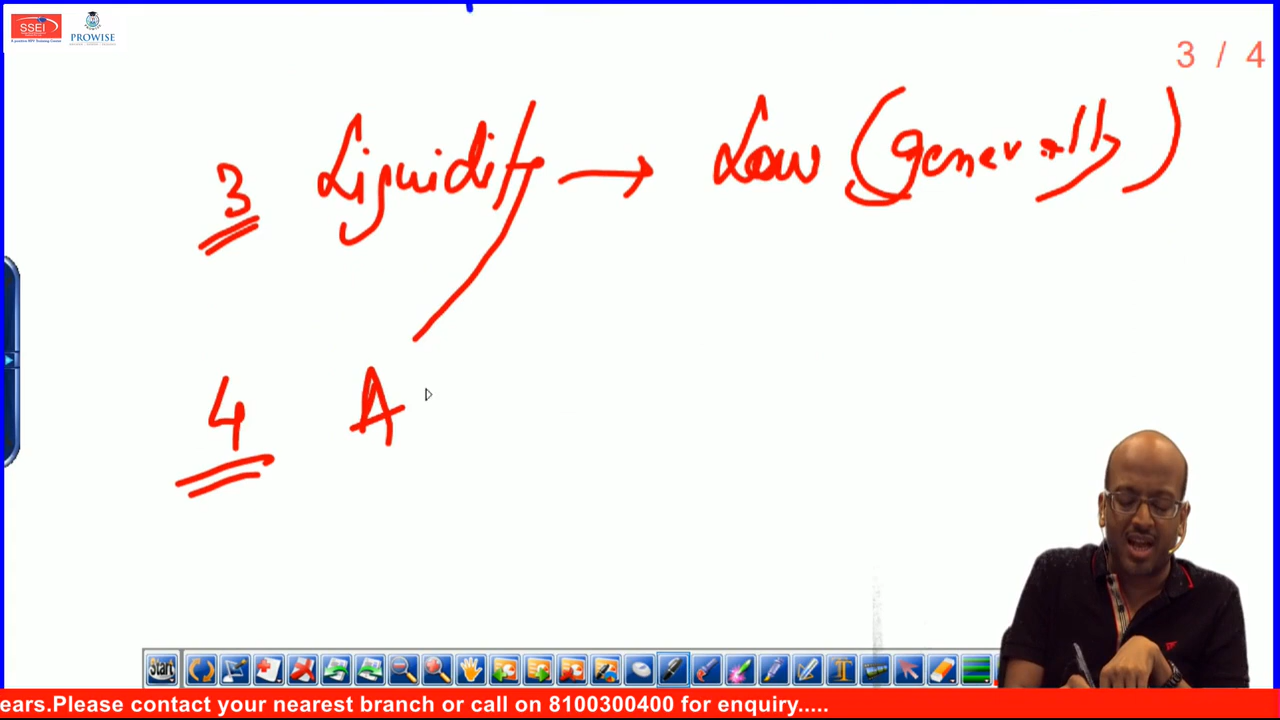 SSEI
PROWISE
3 / 4
3 Liquidity → Low (generally)
4 A
Start
ears.Please contact your nearest branch or call on 8100300400 for enquiry.....